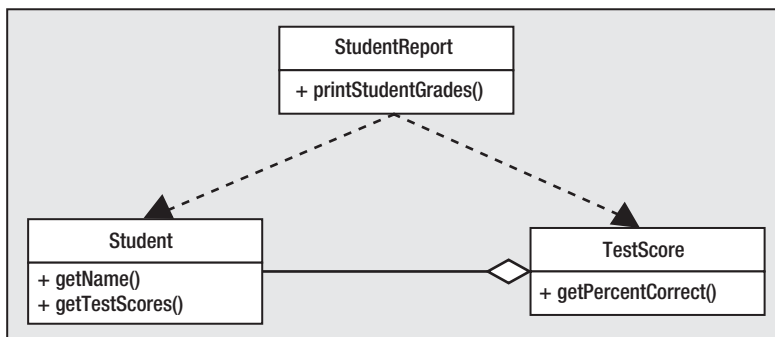 StudentReport
+ printStudentGrades()
Student
+ getName()
+ getTestScores()
TestScore
+ getPercentCorrect()